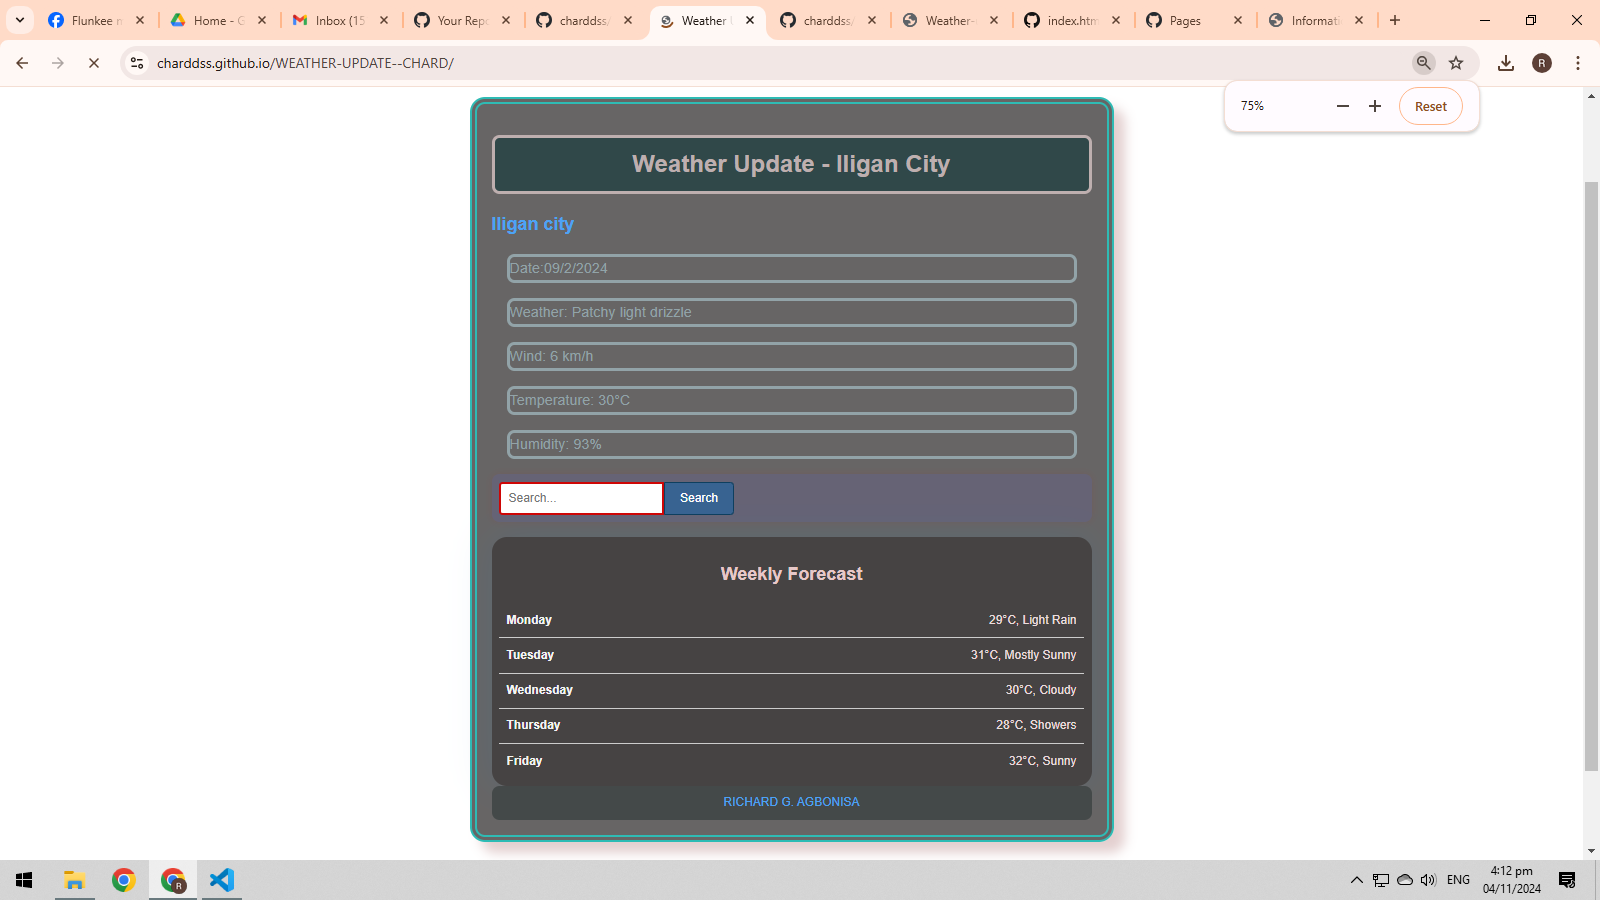 Flunkee m
Home - G
Inbox (15
Your Repo
charddss/
Weather U
charddss/
Weather-
index.htm
Pages
Informati
charddss.github.io/WEATHER-UPDATE--CHARD/
R
75%
Reset
Weather Update - Iligan City
Iligan city
Date:09/2/2024
Weather: Patchy light drizzle
Wind: 6 km/h
Temperature: 30°C
Humidity: 93%
Search...
Search
Weekly Forecast
Monday 29°C, Light Rain
Tuesday 31°C, Mostly Sunny
Wednesday 30°C, Cloudy
Thursday 28°C, Showers
Friday 32°C, Sunny
RICHARD G. AGBONISA
R
ENG
4:12 pm
04/11/2024